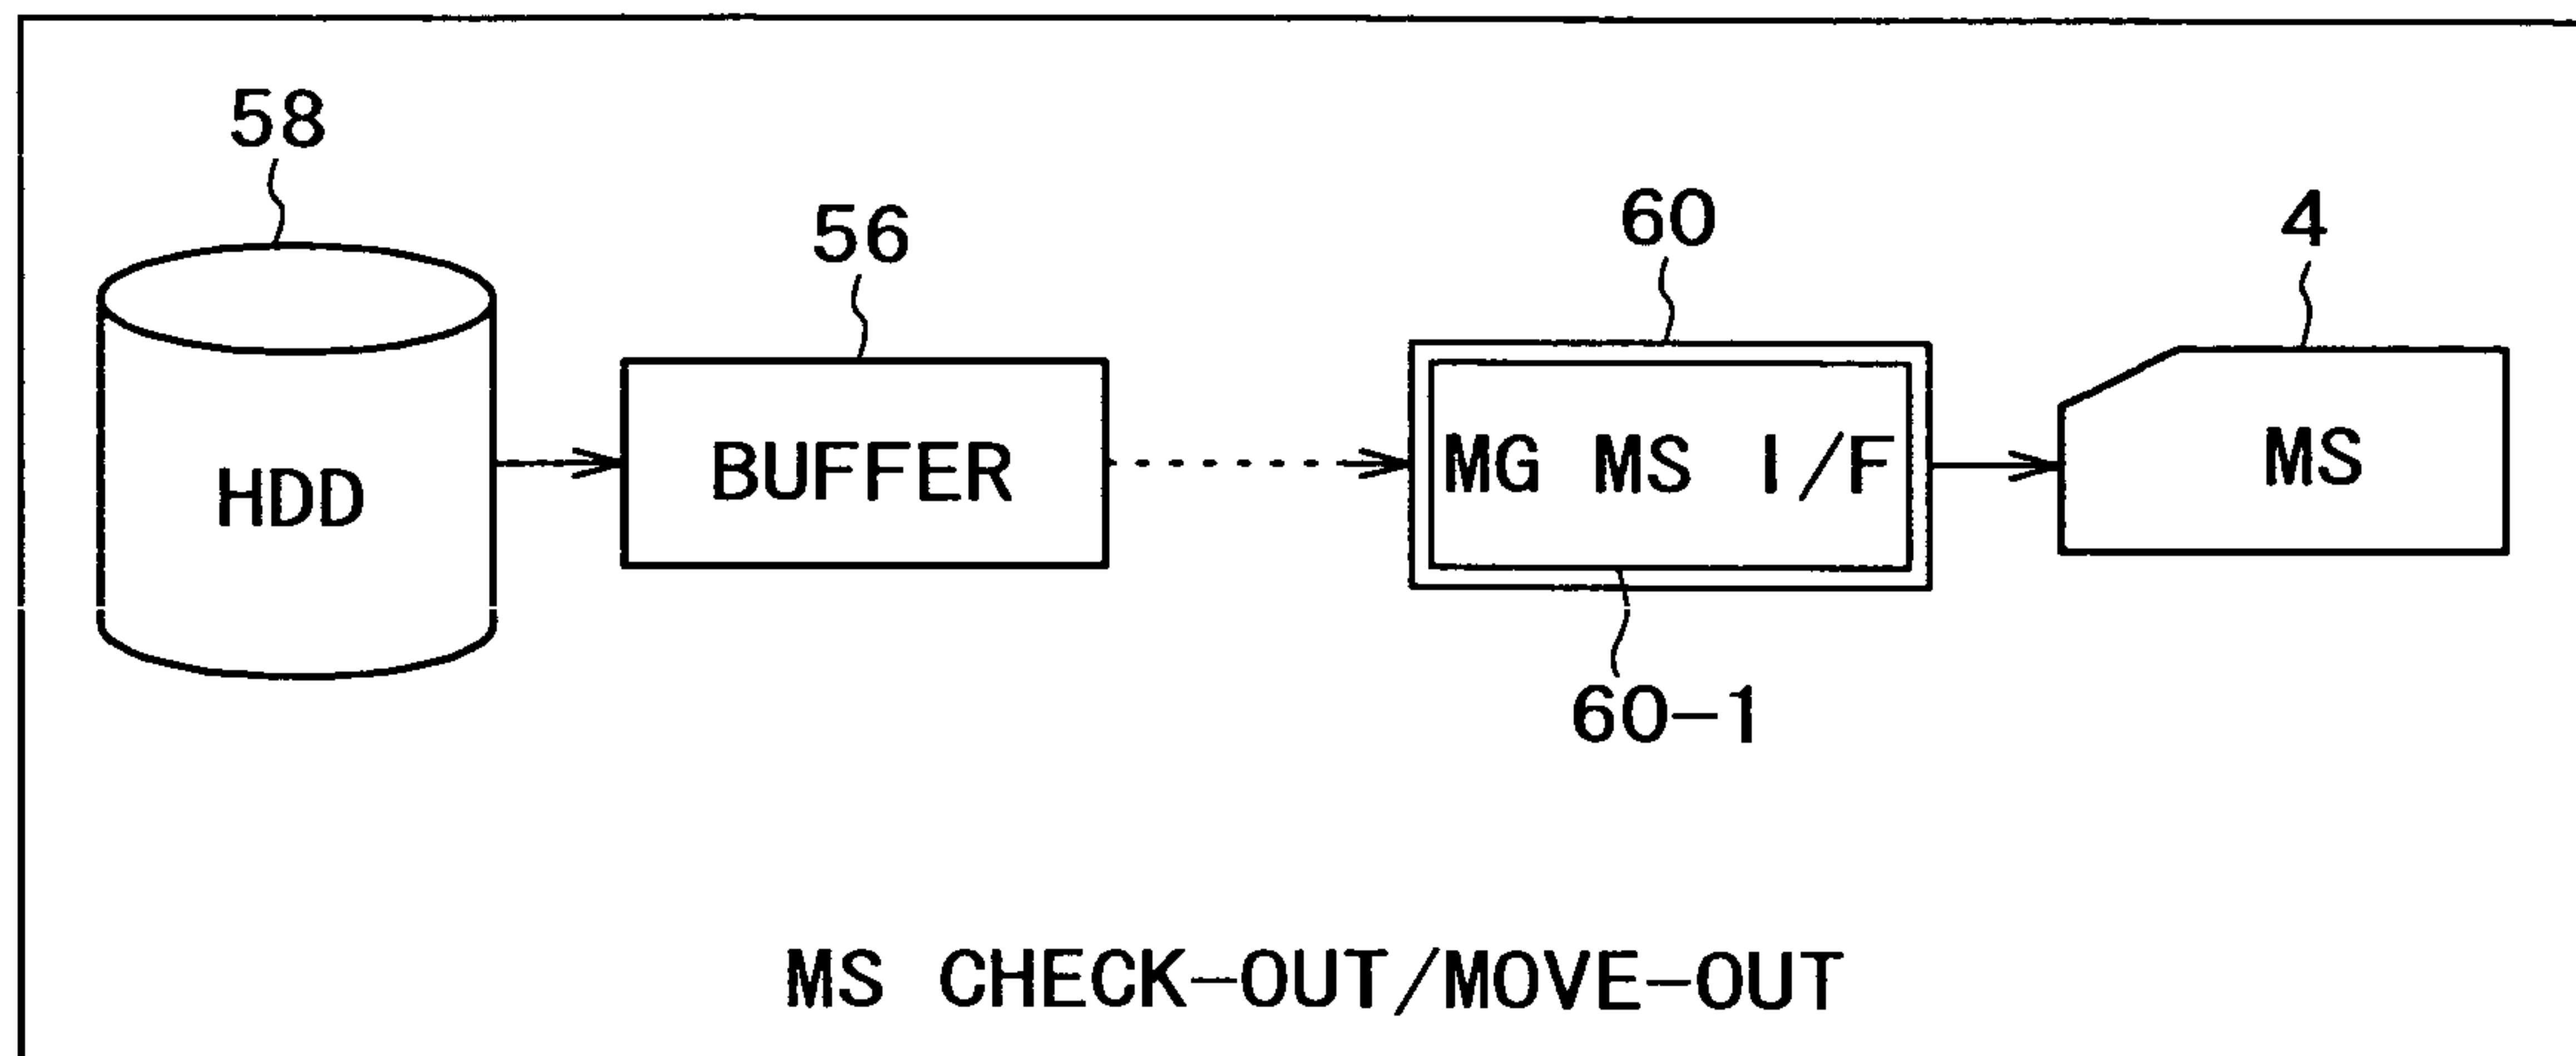 58
56
60
4
HDD
BUFFER
MG MS I/F
MS
60-1
MS CHECK-OUT/MOVE-OUT